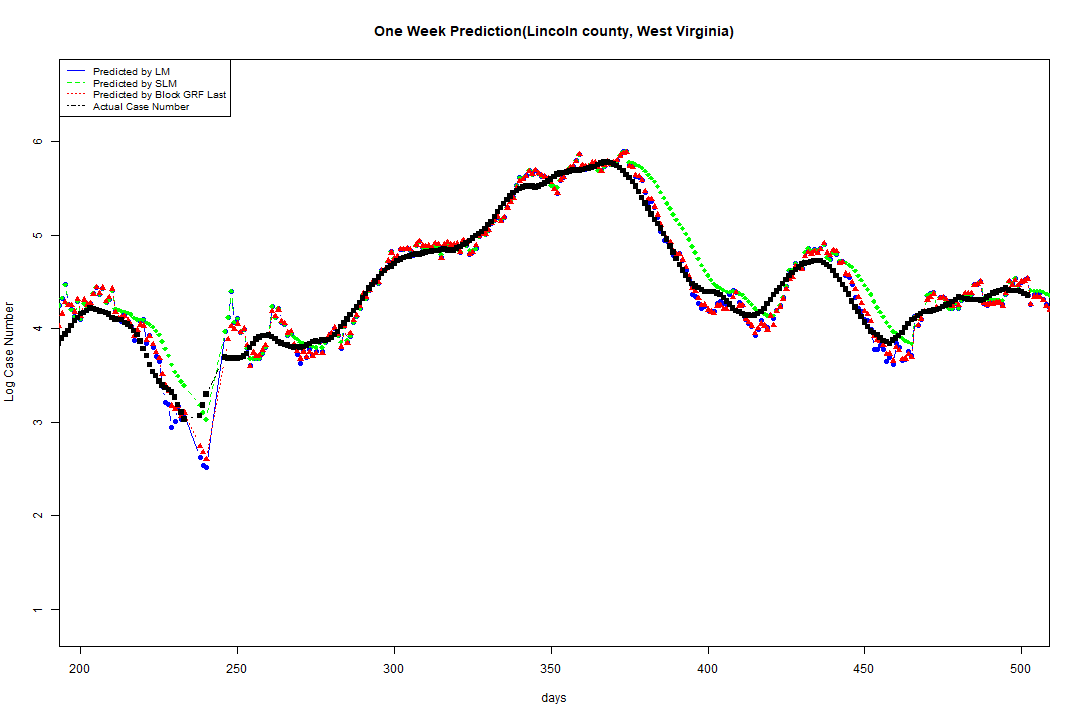 One Week Prediction(Lincoln county, West Virginia)
Predicted by LM
Predicted by SLM
Predicted by Block GRF Last
Actual Case Number
6
5
4
3
2
1
Log Case Number
200 250 300 350 400 450 500
days